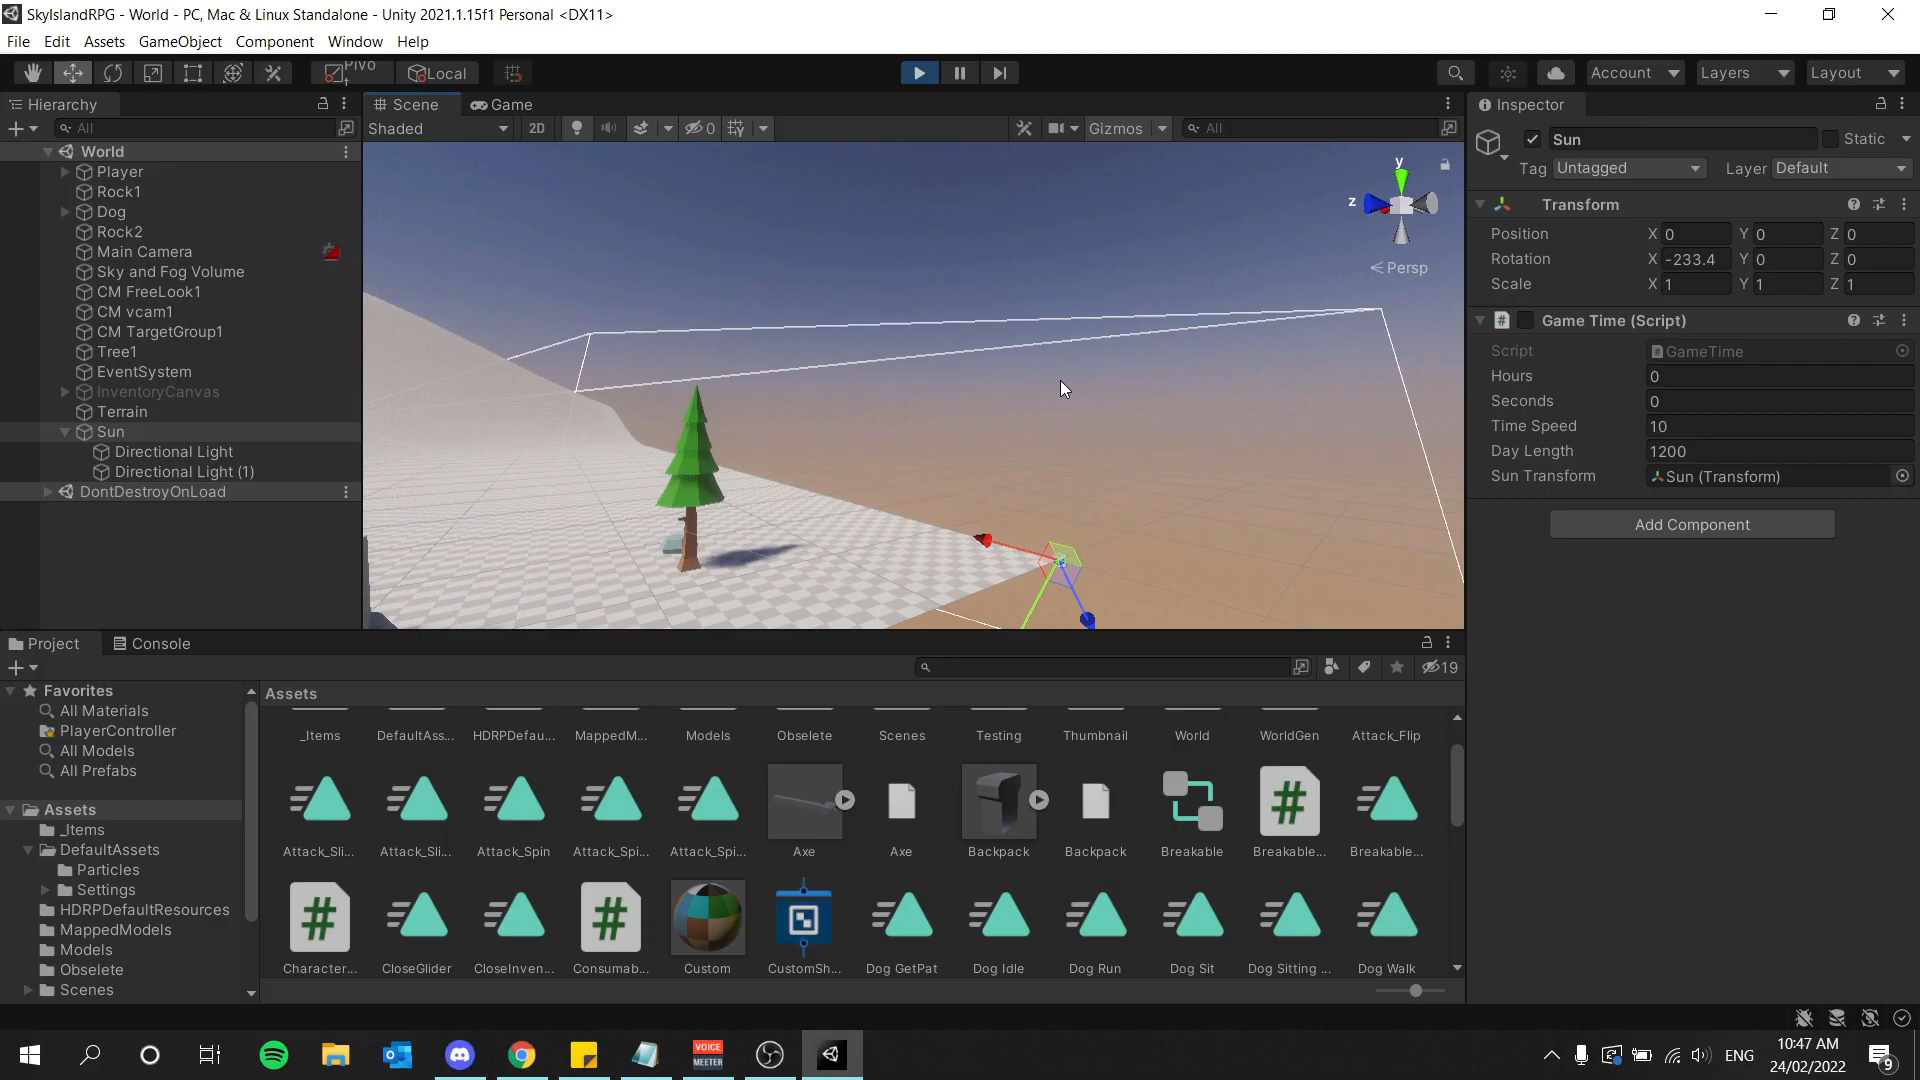 SkyIslandRPG - World - PC, Mac & Linux Standalone - Unity 2021.1.15f1 Personal <DX11>
File Edit Assets GameObject Component Window Help
Pivot Local Account Layers Layout
Hierarchy
All
World
Player
Rock1
Dog
Rock2
Main Camera
Sky and Fog Volume
CM FreeLook1
CM vcam1
CM TargetGroup1
Tree1
EventSystem
InventoryCanvas
Terrain
Sun
Directional Light
Directional Light (1)
DontDestroyOnLoad
Scene Game
Shaded 2D 0 Gizmos All
y
z
Persp
Inspector
Sun Static
Tag Untagged Layer Default
Transform
Position X 0 Y 0 Z 0
Rotation X -233.4 Y 0 Z 0
Scale X 1 Y 1 Z 1
# Game Time (Script)
Script GameTime
Hours 0
Seconds 0
Time Speed 10
Day Length 1200
Sun Transform Sun (Transform)
Add Component
Project Console
19
Favorites
All Materials
PlayerController
All Models
All Prefabs
Assets
_Items
DefaultAssets
Particles
Settings
HDRPDefaultResources
MappedModels
Models
Obselete
Scenes
Assets
_Items DefaultAss... HDRPDefau... MappedM... Models Obselete Scenes Testing Thumbnail World WorldGen Attack_Flip
Attack_Sli... Attack_Sli... Attack_Spin Attack_Spi... Attack_Spi... Axe Axe Backpack Backpack Breakable Breakable... Breakable...
Character... CloseGlider CloseInven... Consumab... Custom CustomSh... Dog GetPat Dog Idle Dog Run Dog Sit Dog Sitting ... Dog Walk
VOICE
MEETER
ENG
10:47 AM
24/02/2022
9